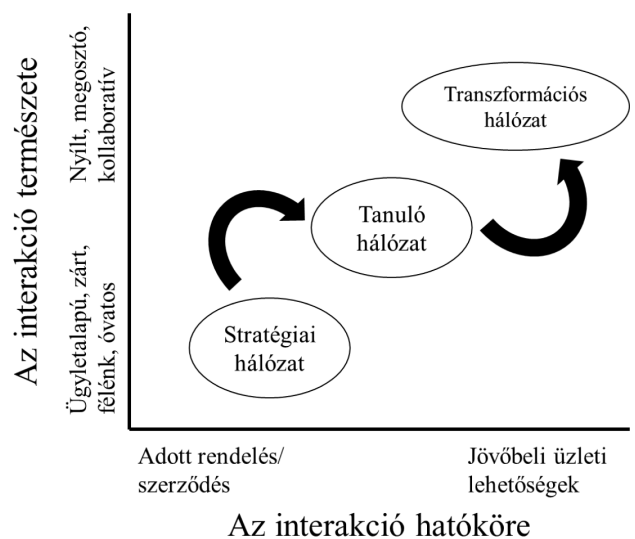 Az interakció természete
Nyílt, megosztó,
kollaboratív
Ügyletalapú, zárt,
félénk, óvatos
Transzformációs
hálózat
Tanuló
hálózat
Stratégiai
hálózat
Adott rendelés/
szerződés
Jövőbeli üzleti
lehetőségek
Az interakció hatóköre